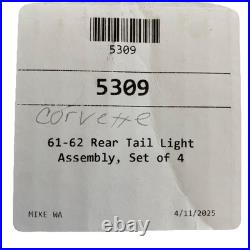 5309
5309
corvette
61-62 Rear Tail Light
Assembly, Set of 4
MIKE WA 4/11/2025